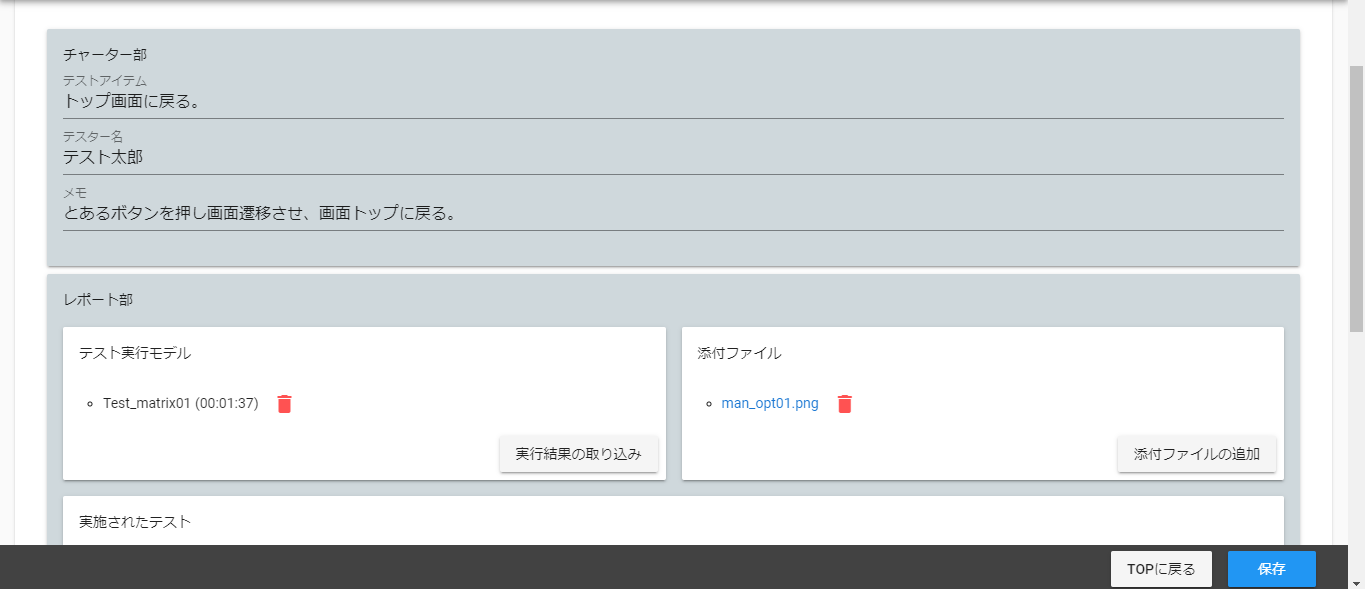 チャーター部
テストアイテム
トップ画面に戻る。
テスター名
テスト太郎
メモ
とあるボタンを押し画面遷移させ、画面トップに戻る。
レポート部
テスト実行モデル
Test_matrix01 (00:01:37)
実行結果の取り込み
添付ファイル
man_opt01.png
添付ファイルの追加
実施されたテスト
TOPに戻る
保存